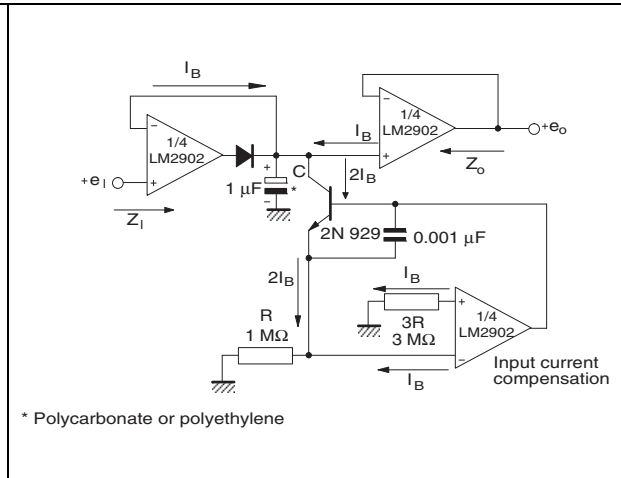 I_B
1/4
LM2902
+e_I
Z_I
+
−
1 μF
*
C
I_B
2I_B
1/4
LM2902
+e_o
Z_o
2N 929
0.001 μF
2I_B
R
1 MΩ
I_B
3R
3 MΩ
1/4
LM2902
I_B
Input current
compensation
* Polycarbonate or polyethylene